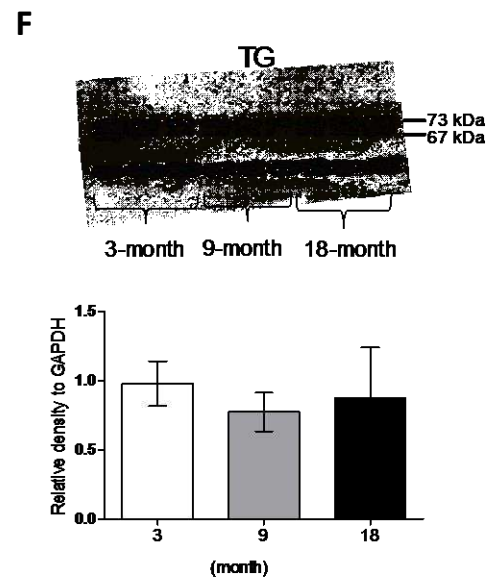 F
TG
73 kDa
67 kDa
3-month 9-month 18-month
Relative density to GAPDH
1.5
1.0
0.5
0.0
3 9 18
(month)